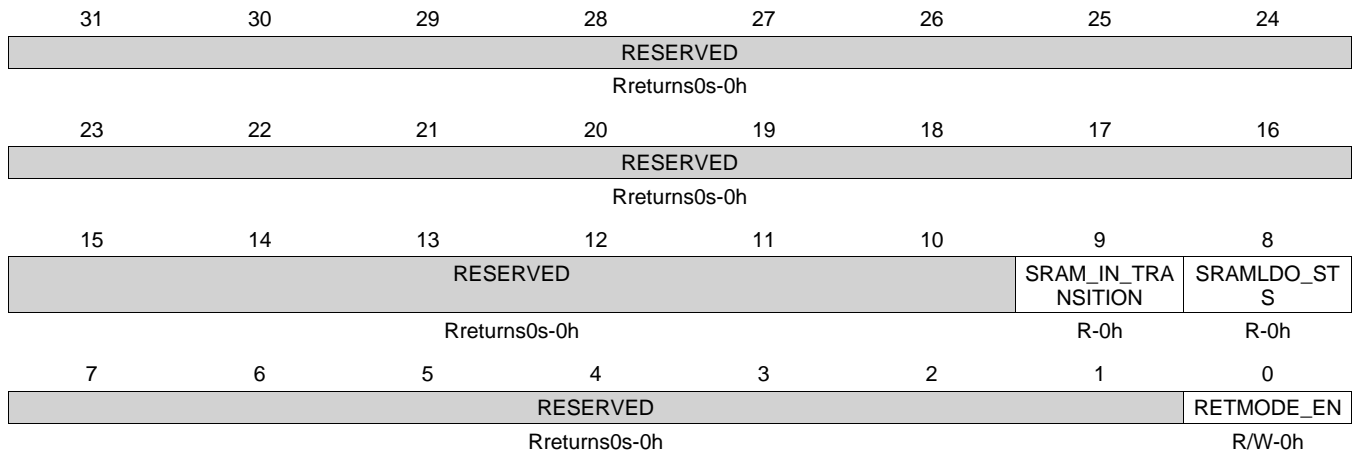 31 30 29 28 27 26 25 24
RESERVED
Rreturns0s-0h
23 22 21 20 19 18 17 16
RESERVED
Rreturns0s-0h
15 14 13 12 11 10 9 8
RESERVED SRAM_IN_TRA SRAMLDO_ST
NSITION S
Rreturns0s-0h R-0h R-0h
7 6 5 4 3 2 1 0
RESERVED RETMODE_EN
Rreturns0s-0h R/W-0h